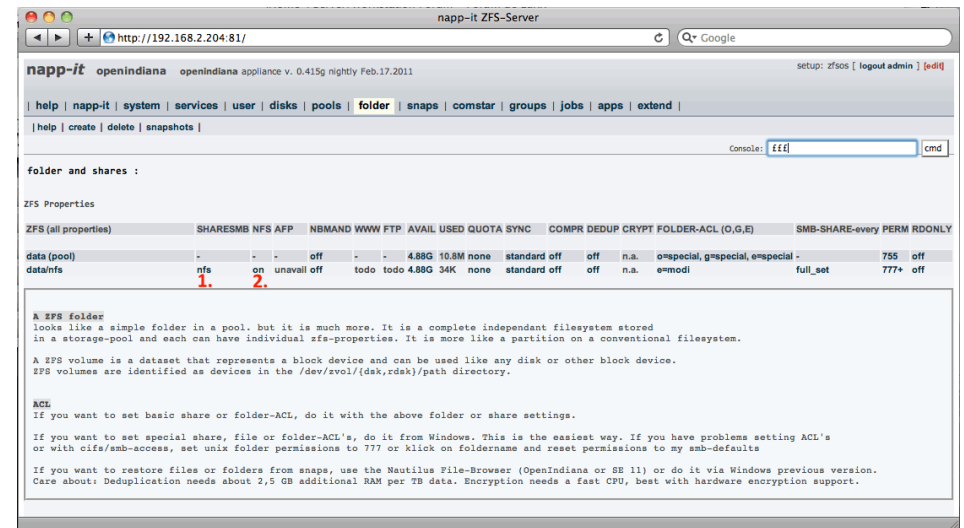 napp-it ZFS-Server
http://192.168.2.204:81/
Google
napp-it openindiana openindiana appliance v. 0.415g nightly Feb.17.2011
setup: zfsos [ logout admin ] [edit]
| help | napp-it | system | services | user | disks | pools | folder | snaps | comstar | groups | jobs | apps | extend |
| help | create | delete | snapshots |
Console: £££ cmd
folder and shares :
ZFS Properties
ZFS (all properties) SHARESMB NFS AFP NBMAND WWW FTP AVAIL USED QUOTA SYNC COMPR DEDUP CRYPT FOLDER-ACL (O,G,E) SMB-SHARE-every PERM RDONLY
data (pool) - - - off - - 4.88G 10.8M none standard off off n.a. o=special, g=special, e=special - 755 off
data/nfs nfs on unavail off todo todo 4.88G 34K none standard off off n.a. e=modi full_set 777+ off
1. 2.
A ZFS folder
looks like a simple folder in a pool. but it is much more. It is a complete independant filesystem stored
in a storage-pool and each can have individual zfs-properties. It is more like a partition on a conventional filesystem.
A ZFS volume is a dataset that represents a block device and can be used like any disk or other block device.
ZFS volumes are identified as devices in the /dev/zvol/{dsk,rdsk}/path directory.
ACL
If you want to set basic share or folder-ACL, do it with the above folder or share settings.
If you want to set special share, file or folder-ACL's, do it from Windows. This is the easiest way. If you have problems setting ACL's
or with cifs/smb-access, set unix folder permissions to 777 or klick on foldername and reset permissions to my smb-defaults
If you want to restore files or folders from snaps, use the Nautilus File-Browser (OpenIndiana or SE 11) or do it via Windows previous version.
Care about: Deduplication needs about 2,5 GB additional RAM per TB data. Encryption needs a fast CPU, best with hardware encryption support.